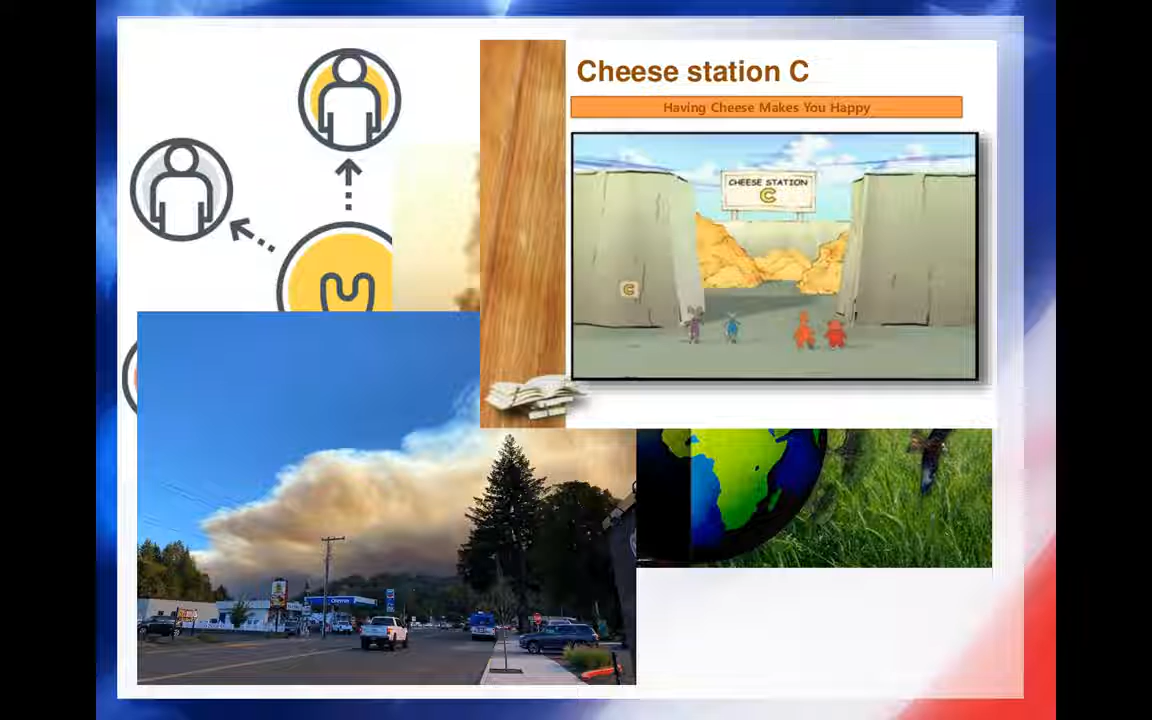 Cheese station C
Having Cheese Makes You Happy
CHEESE STATION
C
C